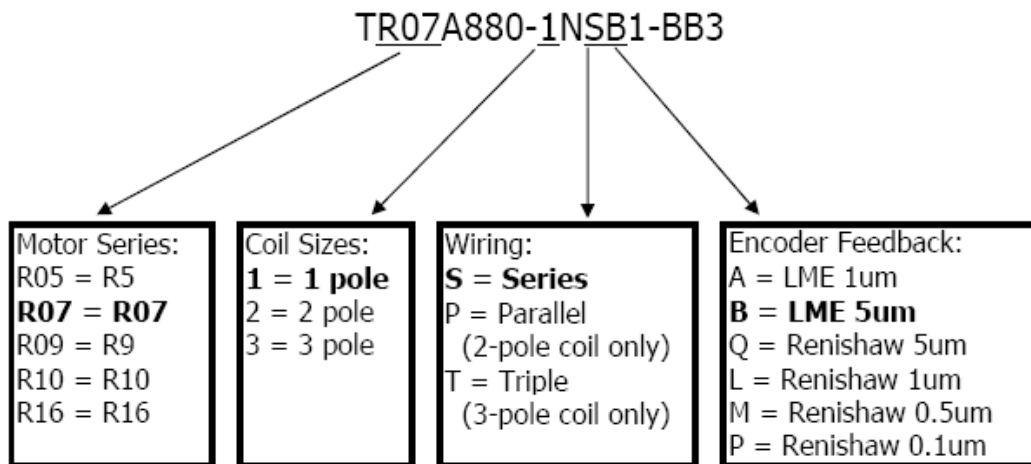 TR07A880-1NSB1-BB3
Motor Series:
R05 = R5
R07 = R07
R09 = R9
R10 = R10
R16 = R16
Coil Sizes:
1 = 1 pole
2 = 2 pole
3 = 3 pole
Wiring:
S = Series
P = Parallel
(2-pole coil only)
T = Triple
(3-pole coil only)
Encoder Feedback:
A = LME 1um
B = LME 5um
Q = Renishaw 5um
L = Renishaw 1um
M = Renishaw 0.5um
P = Renishaw 0.1um